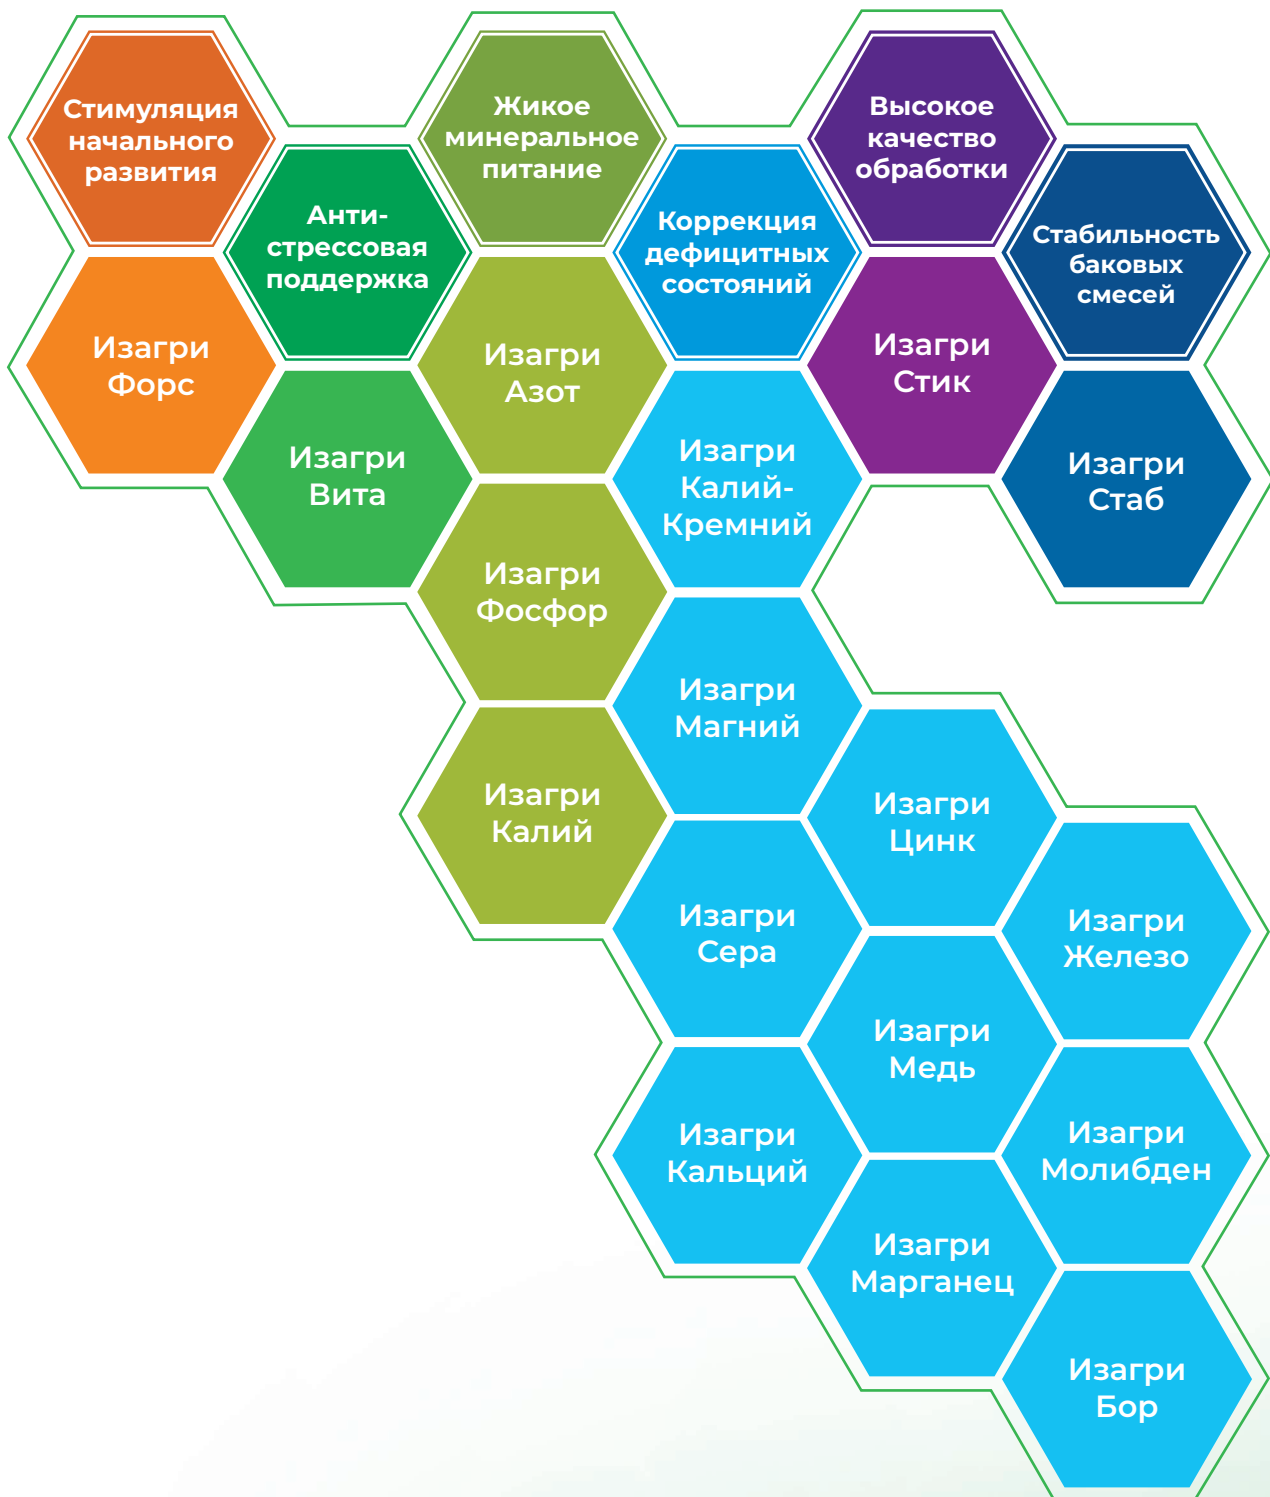 Стимуляция
начального
развития
Жикое
минеральное
питание
Высокое
качество
обработки
Анти-
стрессовая
поддержка
Коррекция
дефицитных
состояний
Стабильность
баковых
смесей
Изагри
Форс
Изагри
Азот
Изагри
Стик
Изагри
Вита
Изагри
Калий-
Кремний
Изагри
Стаб
Изагри
Фосфор
Изагри
Магний
Изагри
Калий
Изагри
Цинк
Изагри
Сера
Изагри
Железо
Изагри
Медь
Изагри
Кальций
Изагри
Молибден
Изагри
Марганец
Изагри
Бор